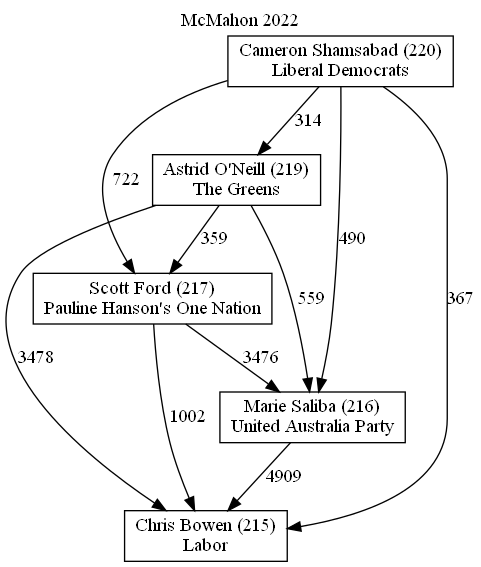 McMahon 2022
Cameron Shamsabad (220)
Liberal Democrats
314
Astrid O'Neill (219)
The Greens
722
359
490
Scott Ford (217)
Pauline Hanson's One Nation
559
367
3478
3476
1002
Marie Saliba (216)
United Australia Party
4909
Chris Bowen (215)
Labor